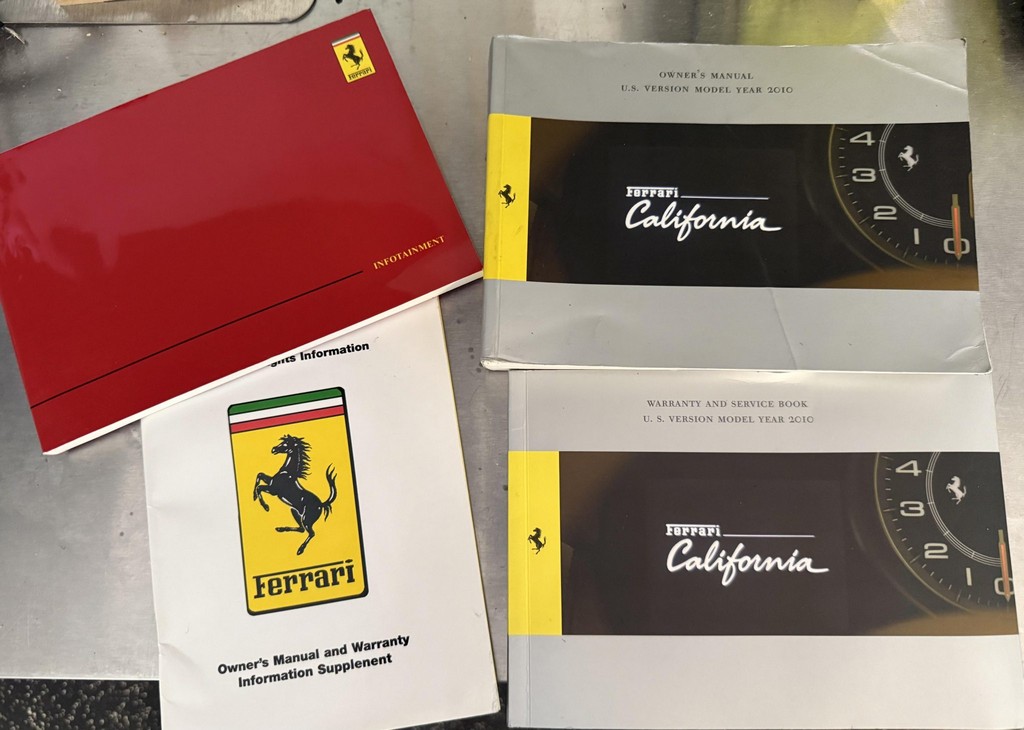 Ferrari
INFOTAINMENT
OWNER'S MANUAL
U.S. VERSION MODEL YEAR 2010
Ferrari
California
4
3
2
1
0
Information
Ferrari
Owner's Manual and Warranty
Information Supplenent
WARRANTY AND SERVICE BOOK
U. S. VERSION MODEL YEAR 2010
Ferrari
California
4
3
2
1
0